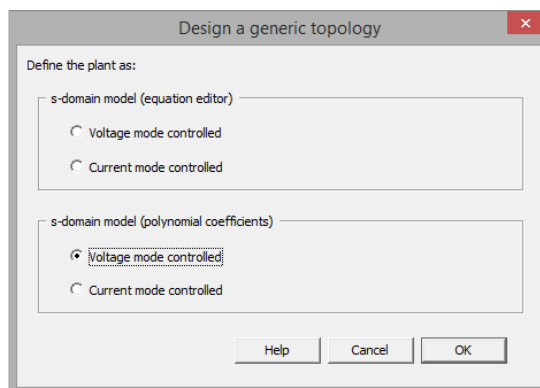 Design a generic topology
Define the plant as:
s-domain model (equation editor)
Voltage mode controlled
Current mode controlled
s-domain model (polynomial coefficients)
Voltage mode controlled
Current mode controlled
Help Cancel OK